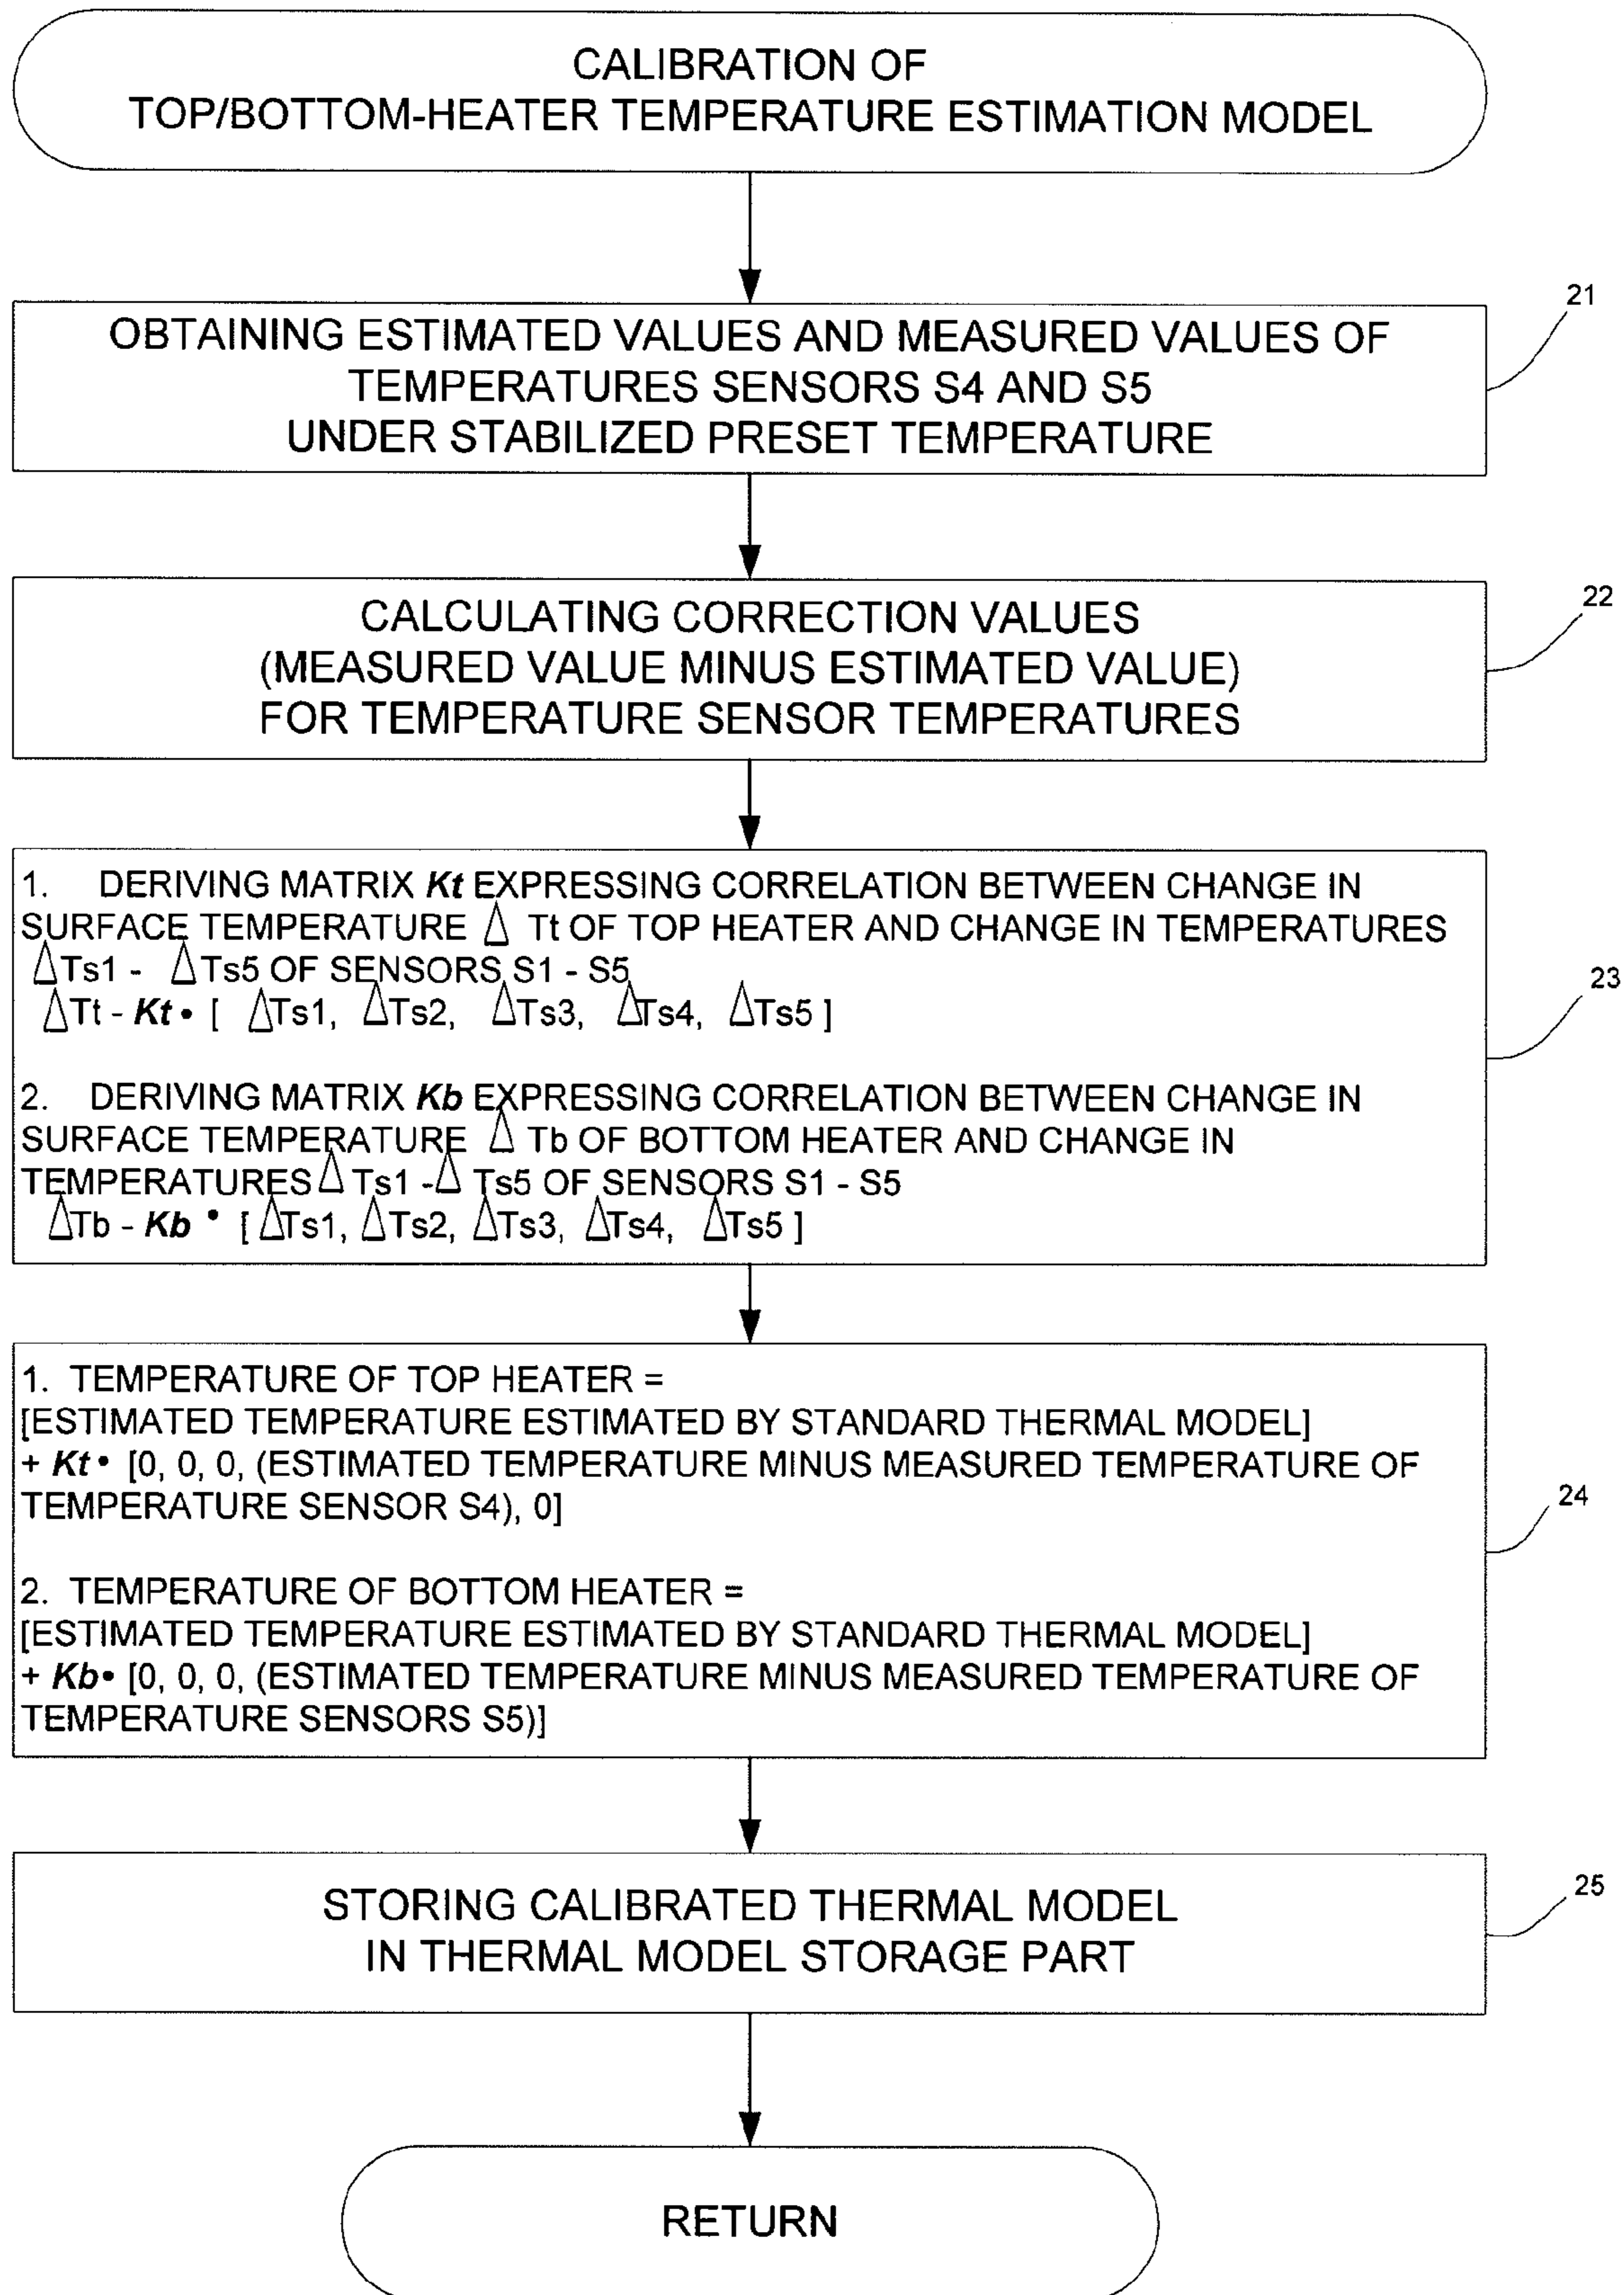 CALIBRATION OF
TOP/BOTTOM-HEATER TEMPERATURE ESTIMATION MODEL
21
OBTAINING ESTIMATED VALUES AND MEASURED VALUES OF
TEMPERATURES SENSORS S4 AND S5
UNDER STABILIZED PRESET TEMPERATURE
22
CALCULATING CORRECTION VALUES
(MEASURED VALUE MINUS ESTIMATED VALUE)
FOR TEMPERATURE SENSOR TEMPERATURES
23
1. DERIVING MATRIX Kt EXPRESSING CORRELATION BETWEEN CHANGE IN
SURFACE TEMPERATURE Δ Tt OF TOP HEATER AND CHANGE IN TEMPERATURES
ΔTs1 - ΔTs5 OF SENSORS S1 - S5
ΔTt - Kt • [ ΔTs1, ΔTs2, ΔTs3, ΔTs4, ΔTs5 ]
2. DERIVING MATRIX Kb EXPRESSING CORRELATION BETWEEN CHANGE IN
SURFACE TEMPERATURE Δ Tb OF BOTTOM HEATER AND CHANGE IN
TEMPERATURES Δ Ts1 - Δ Ts5 OF SENSORS S1 - S5
ΔTb - Kb • [ ΔTs1, ΔTs2, ΔTs3, ΔTs4, ΔTs5 ]
24
1. TEMPERATURE OF TOP HEATER =
[ESTIMATED TEMPERATURE ESTIMATED BY STANDARD THERMAL MODEL]
+ Kt • [0, 0, 0, (ESTIMATED TEMPERATURE MINUS MEASURED TEMPERATURE OF
TEMPERATURE SENSOR S4), 0]
2. TEMPERATURE OF BOTTOM HEATER =
[ESTIMATED TEMPERATURE ESTIMATED BY STANDARD THERMAL MODEL]
+ Kb • [0, 0, 0, (ESTIMATED TEMPERATURE MINUS MEASURED TEMPERATURE OF
TEMPERATURE SENSORS S5)]
25
STORING CALIBRATED THERMAL MODEL
IN THERMAL MODEL STORAGE PART
RETURN